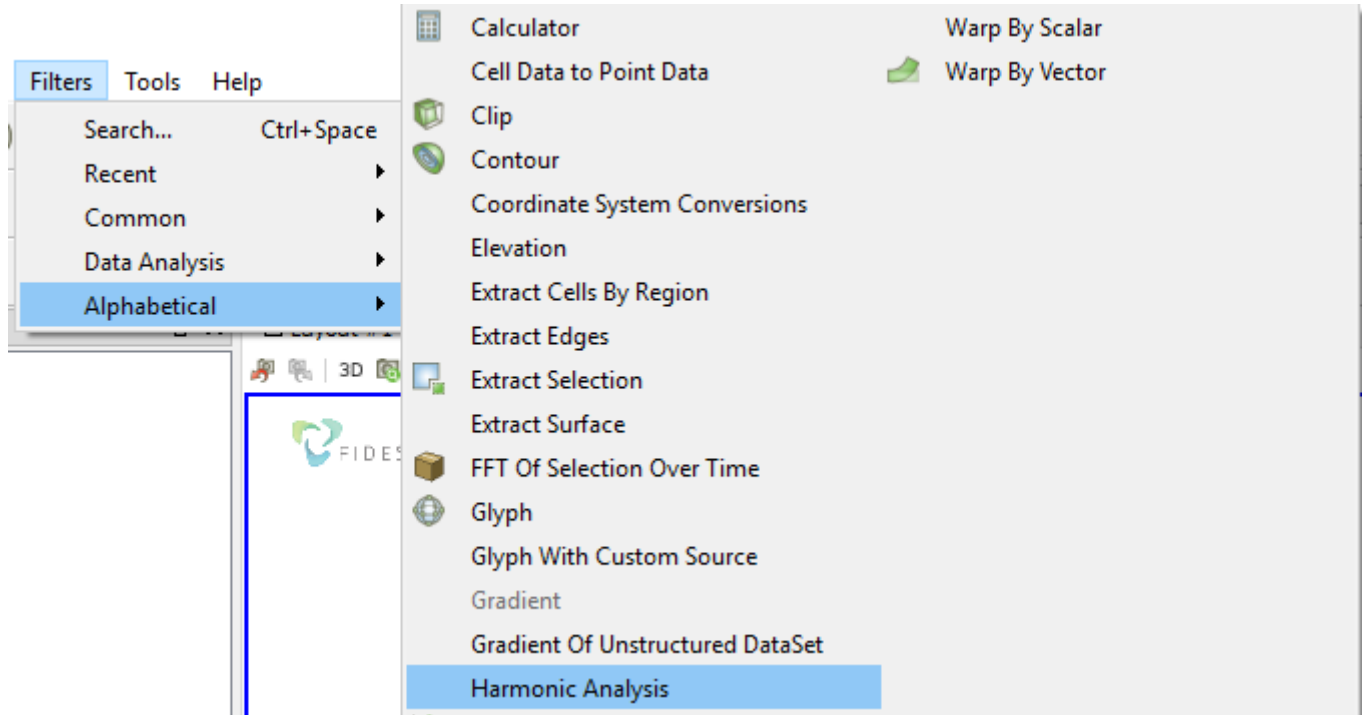 Filters Tools Help
Search... Ctrl+Space
Recent
Common
Data Analysis
Alphabetical
3D
FIDES
Calculator
Cell Data to Point Data
Clip
Contour
Coordinate System Conversions
Elevation
Extract Cells By Region
Extract Edges
Extract Selection
Extract Surface
FFT Of Selection Over Time
Glyph
Glyph With Custom Source
Gradient
Gradient Of Unstructured DataSet
Harmonic Analysis
Warp By Scalar
Warp By Vector